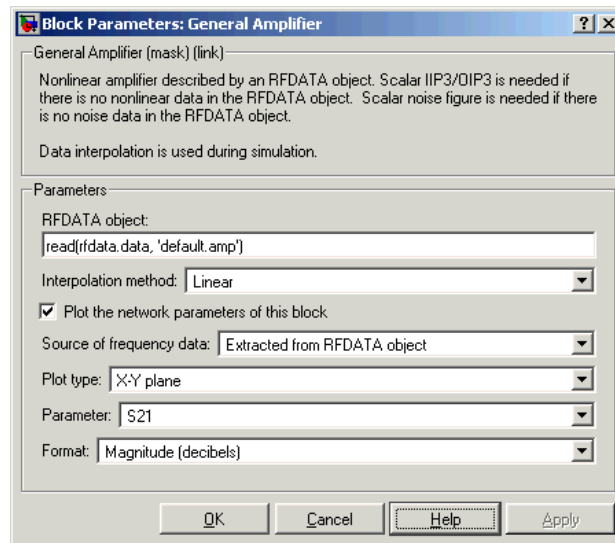 Block Parameters: General Amplifier
General Amplifier (mask) (link)
Nonlinear amplifier described by an RFDATA object. Scalar IIP3/OIP3 is needed if
there is no nonlinear data in the RFDATA object.  Scalar noise figure is needed if there
is no noise data in the RFDATA object.
Data interpolation is used during simulation.
Parameters
RFDATA object:
read(rfdata.data, 'default.amp')
Interpolation method: Linear
Plot the network parameters of this block
Source of frequency data: Extracted from RFDATA object
Plot type: X-Y plane
Parameter: S21
Format: Magnitude (decibels)
OK Cancel Help Apply